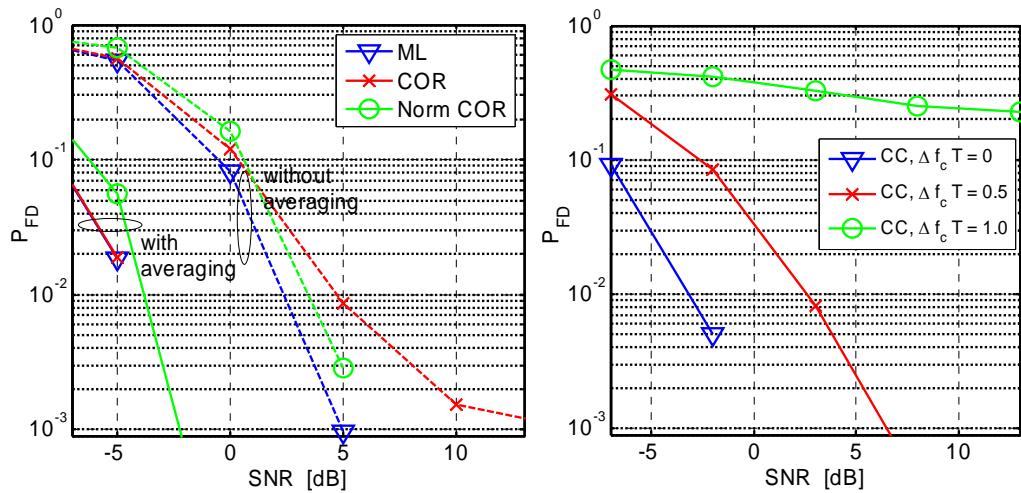 10^0
10^-1
10^-2
10^-3
P_FD
-5
0
5
10
SNR [dB]
ML
COR
Norm COR
without
averaging
with
averaging
10^0
10^-1
10^-2
10^-3
P_FD
-5
0
5
10
SNR [dB]
CC, Δ f_c T = 0
CC, Δ f_c T = 0.5
CC, Δ f_c T = 1.0